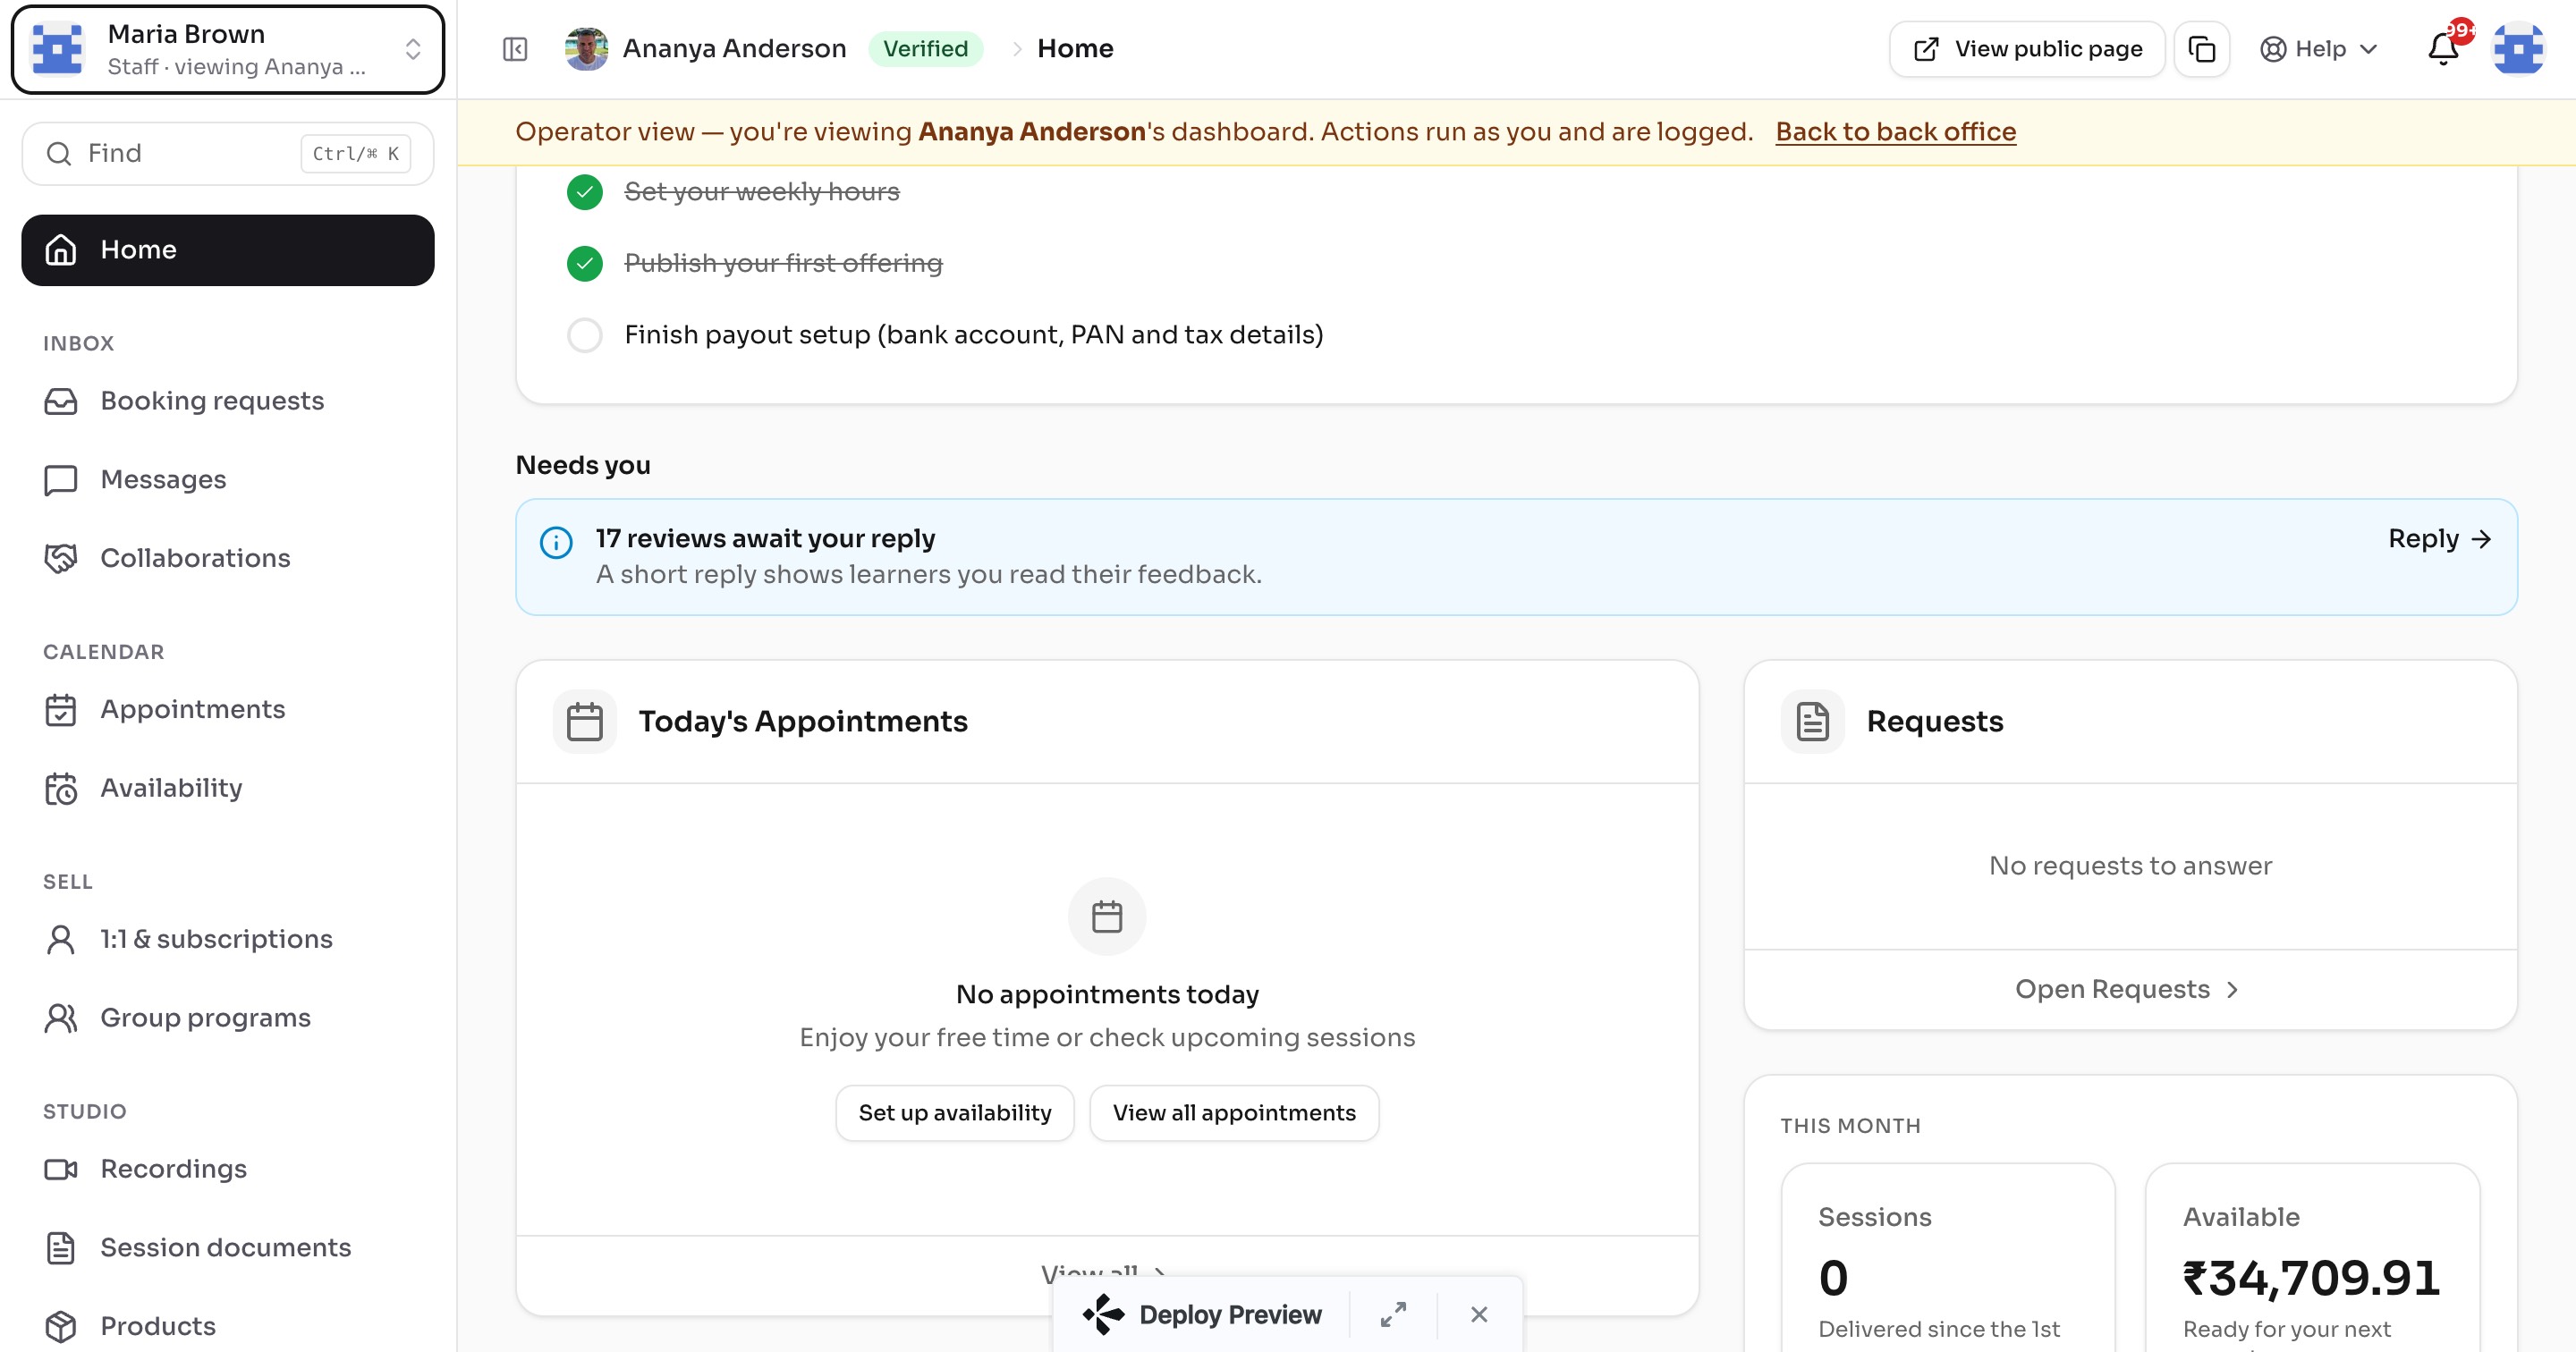 Maria Brown
Staff · viewing Ananya ...
Find
Ctrl/⌘ K
Home
INBOX
Booking requests
Messages
Collaborations
CALENDAR
Appointments
Availability
SELL
1:1 & subscriptions
Group programs
STUDIO
Recordings
Session documents
Products
Ananya Anderson
Verified
Home
View public page
Help
99+
Operator view — you're viewing Ananya Anderson's dashboard. Actions run as you and are logged. Back to back office
Set your weekly hours
Publish your first offering
Finish payout setup (bank account, PAN and tax details)
Needs you
17 reviews await your reply
A short reply shows learners you read their feedback.
Reply →
Today's Appointments
No appointments today
Enjoy your free time or check upcoming sessions
Set up availability
View all appointments
View all
Requests
No requests to answer
Open Requests
THIS MONTH
Sessions
0
Delivered since the 1st
Available
₹34,709.91
Ready for your next
Deploy Preview